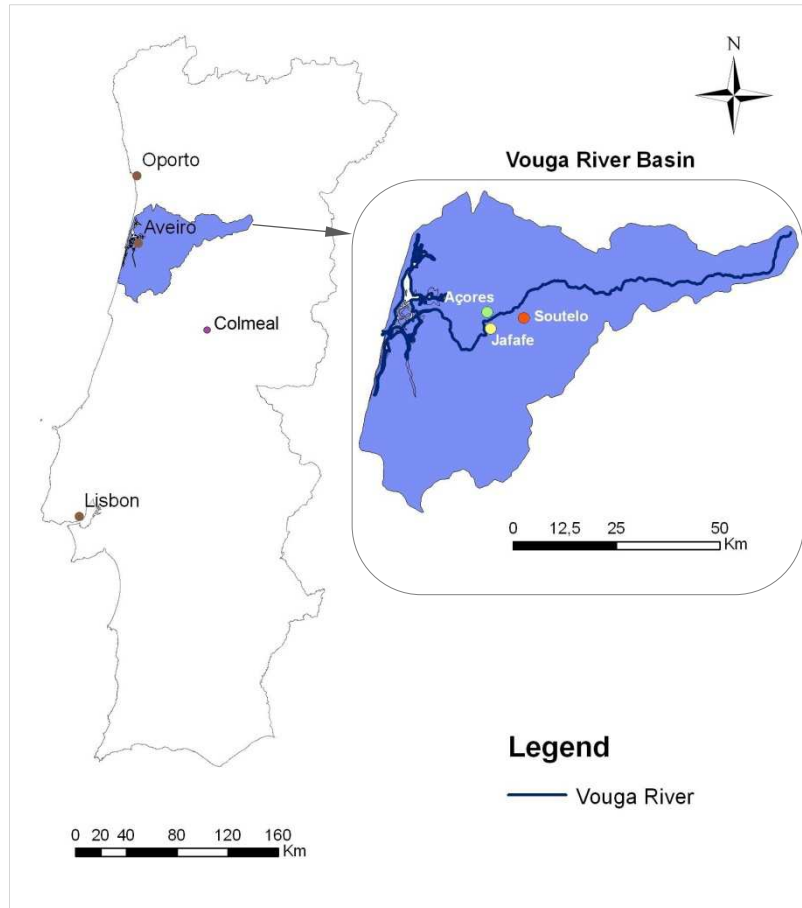 N
Oporto
Vouga River Basin
Aveiro
Açores
Soutelo
Jafafe
Colmeal
Lisbon
0 12,5 25 50
Km
Legend
Vouga River
0 20 40 80 120 160
Km